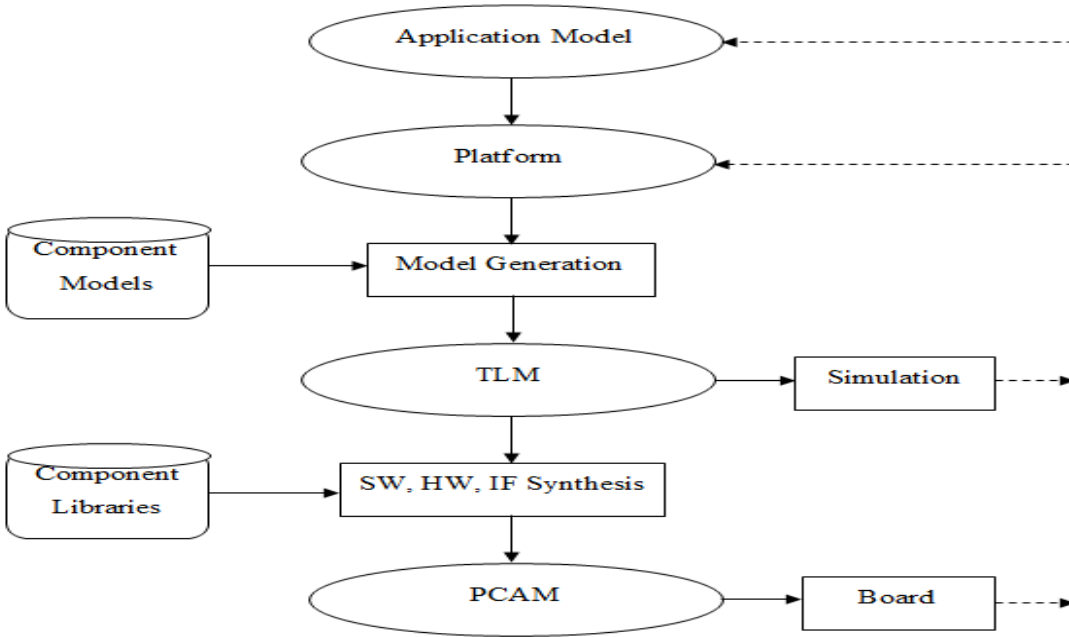 Application Model
Platform
Component
Models
Model Generation
TLM
Simulation
Component
Libraries
SW, HW, IF Synthesis
PCAM
Board